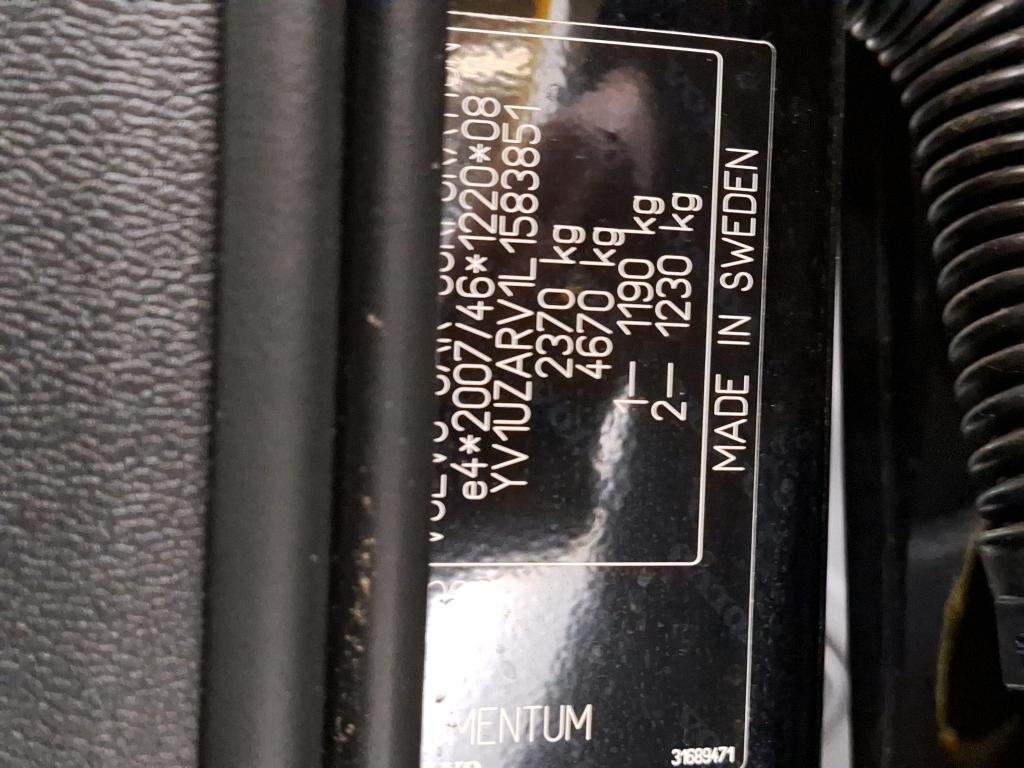 e4*2007/46*1220*08
YV1UZARV1L1583851
2370 kg
4670 kg
1– 1190 kg
2– 1230 kg
MADE IN SWEDEN
MENTUM
31689471